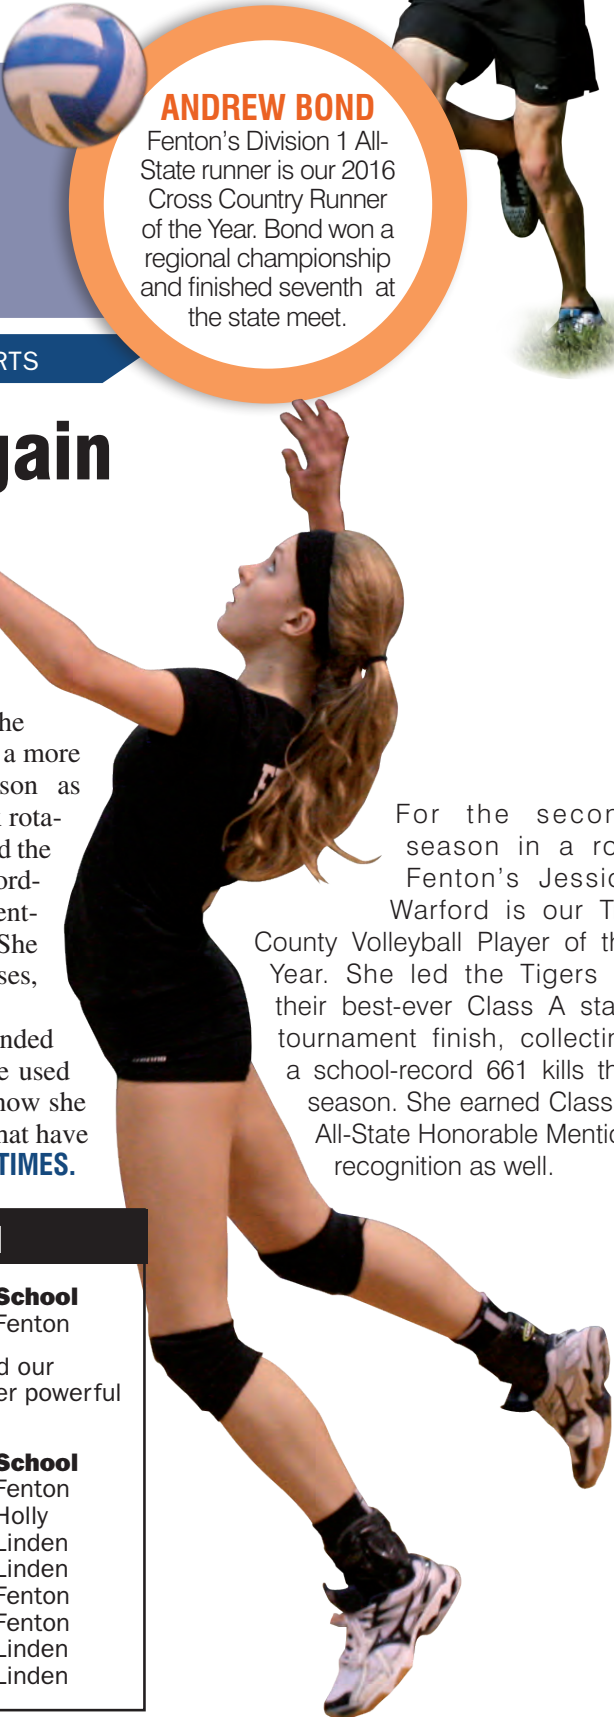 ANDREW BOND
Fenton's Division 1 All-
State runner is our 2016
Cross Country Runner
of the Year. Bond won a
regional championship
and finished seventh at
the state meet.
RTS
gain
he
a more
son as
rota-
d the
ord-
ent-
She
ses,
nded
e used
how she
hat have
TIMES.
For the secon
season in a ro
Fenton's Jessic
Warford is our T
County Volleyball Player of th
Year. She led the Tigers
their best-ever Class A sta
tournament finish, collectin
a school-record 661 kills th
season. She earned Class
All-State Honorable Mentio
recognition as well.
School
Fenton
d our
er powerful
School
Fenton
Holly
Linden
Linden
Fenton
Fenton
Linden
Linden